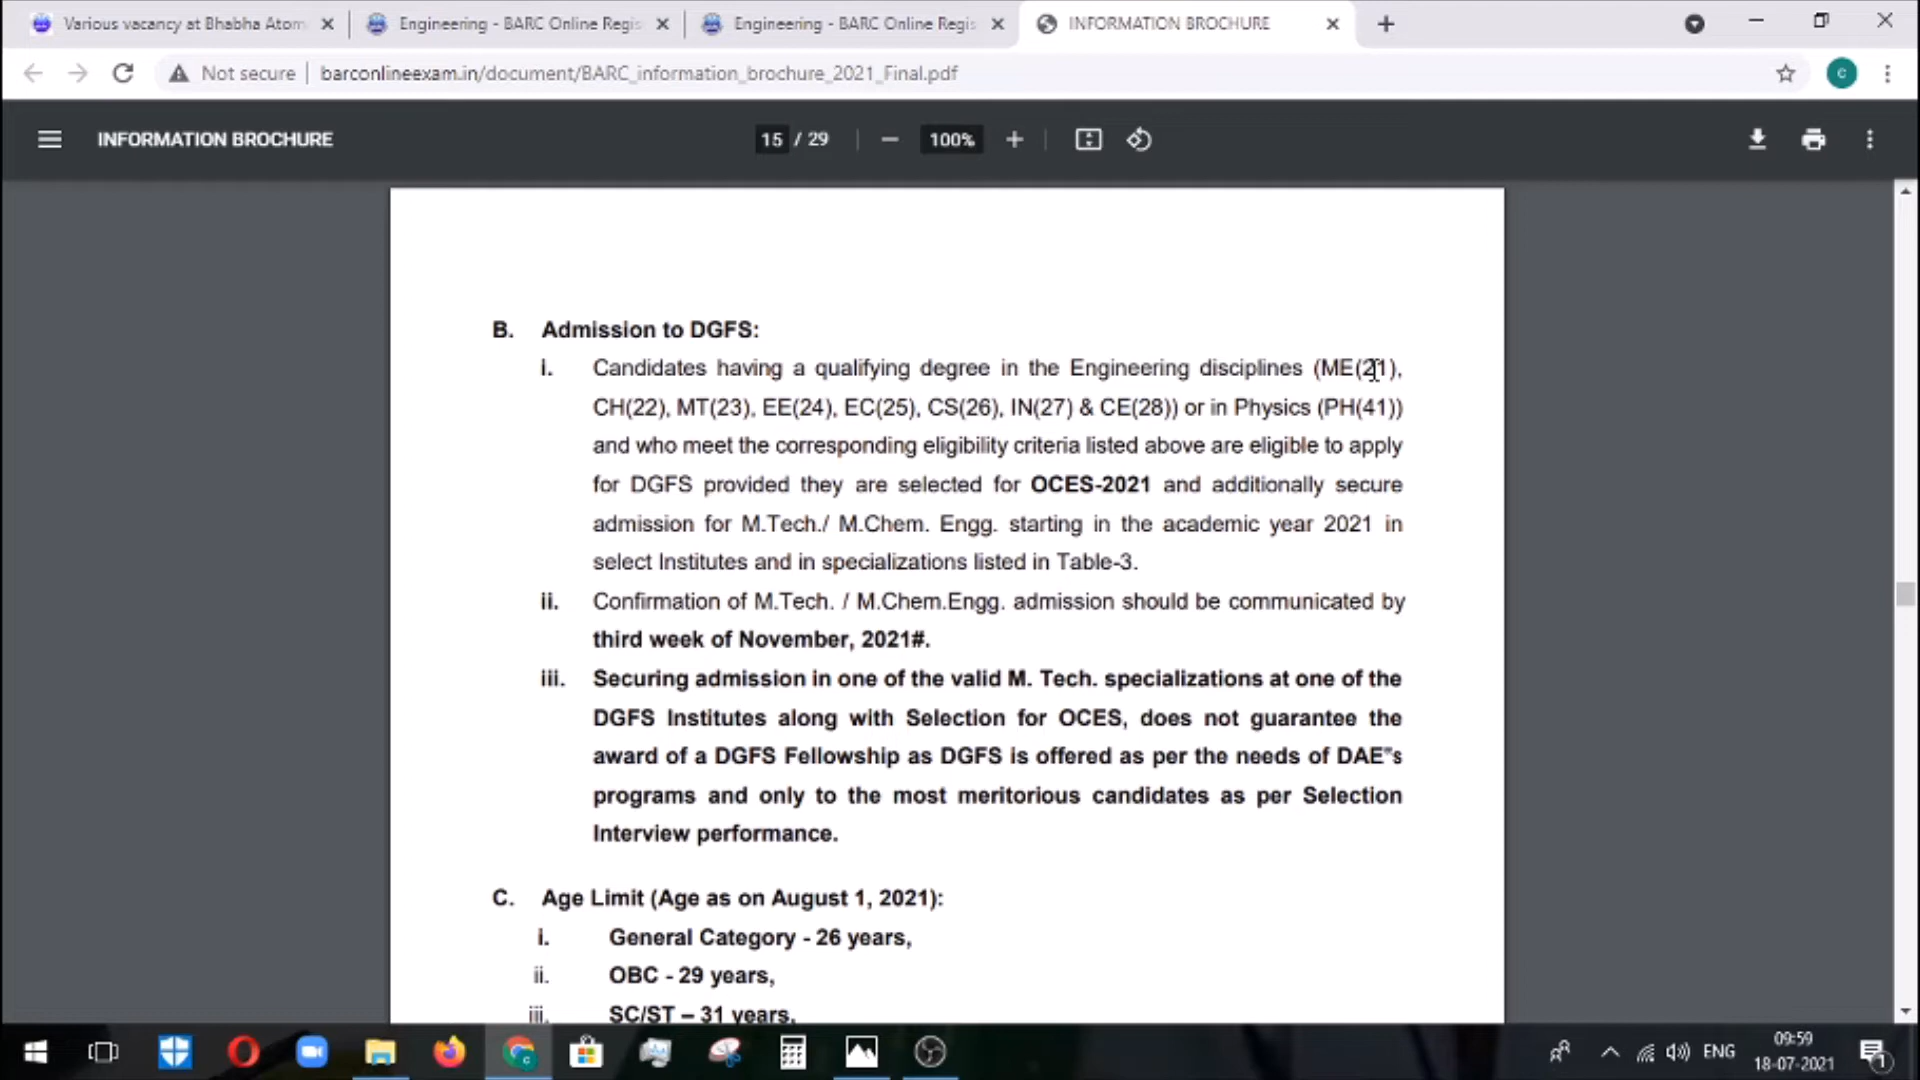 Various vacancy at Bhabha Atom
Engineering - BARC Online Regis
Engineering - BARC Online Regis
INFORMATION BROCHURE
Not secure
barconlineexam.in/document/BARC_information_brochure_2021_Final.pdf
c
INFORMATION BROCHURE
15 / 29
100%
B. Admission to DGFS:
i. Candidates having a qualifying degree in the Engineering disciplines (ME(21),
CH(22), MT(23), EE(24), EC(25), CS(26), IN(27) & CE(28)) or in Physics (PH(41))
and who meet the corresponding eligibility criteria listed above are eligible to apply
for DGFS provided they are selected for OCES-2021 and additionally secure
admission for M.Tech./ M.Chem. Engg. starting in the academic year 2021 in
select Institutes and in specializations listed in Table-3.
ii. Confirmation of M.Tech. / M.Chem.Engg. admission should be communicated by
third week of November, 2021#.
iii. Securing admission in one of the valid M. Tech. specializations at one of the
DGFS Institutes along with Selection for OCES, does not guarantee the
award of a DGFS Fellowship as DGFS is offered as per the needs of DAE"s
programs and only to the most meritorious candidates as per Selection
Interview performance.
C. Age Limit (Age as on August 1, 2021):
i. General Category - 26 years,
ii. OBC - 29 years,
iii. SC/ST – 31 years,
ENG
09:59
18-07-2021
1